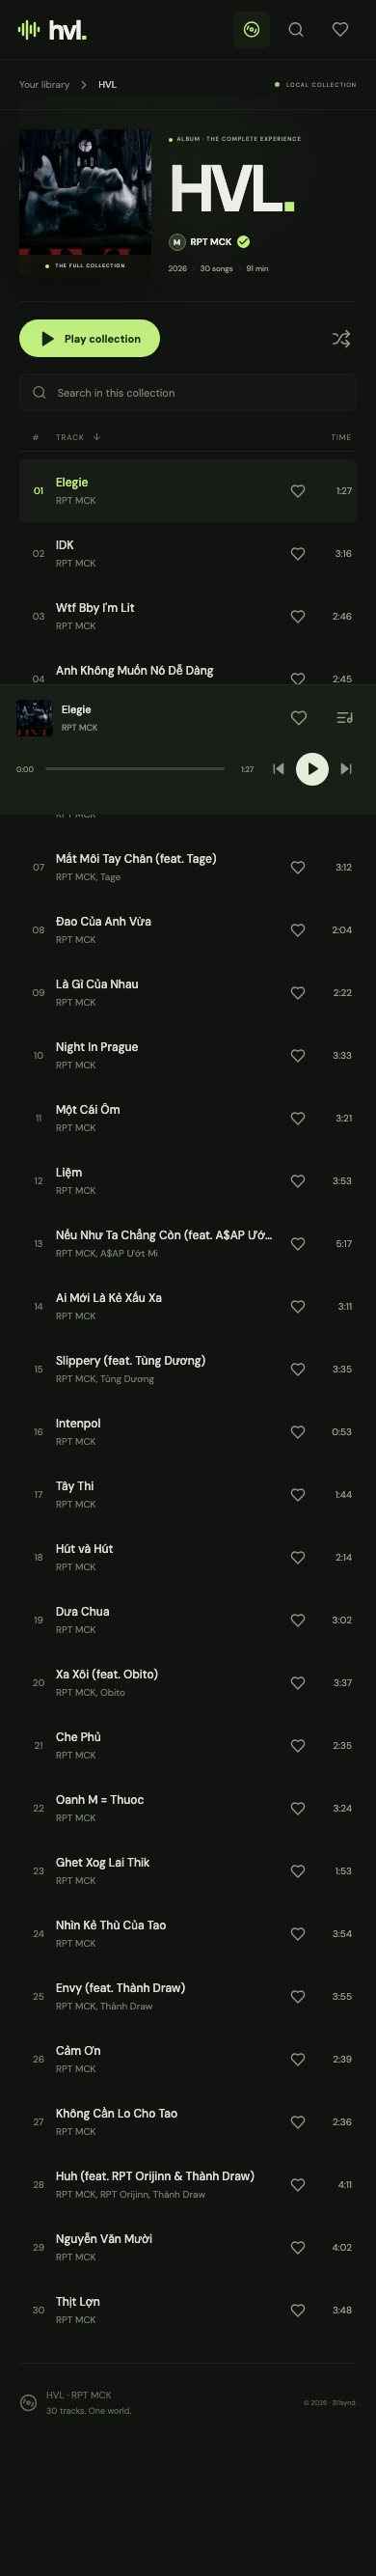 hvl.
Your library > HVL
LOCAL COLLECTION
THE FULL COLLECTION
ALBUM · THE COMPLETE EXPERIENCE
HVL.
M RPT MCK
2026 · 30 songs · 91 min
Play collection
Search in this collection
# TRACK TIME
01 Elegie 1:27
RPT MCK
02 IDK 3:16
RPT MCK
03 Wtf Bby I'm Lit 2:46
RPT MCK
04 Anh Không Muốn Nó Dễ Dàng 2:45
Elegie
RPT MCK
0:00 1:27
RPT MCK
07 Mất Môi Tay Chân (feat. Tage) 3:12
RPT MCK, Tage
08 Đao Của Anh Vừa 2:04
RPT MCK
09 Là Gì Của Nhau 2:22
RPT MCK
10 Night In Prague 3:33
RPT MCK
11 Một Cái Ôm 3:21
RPT MCK
12 Liệm 3:53
RPT MCK
13 Nếu Như Ta Chẳng Còn (feat. A$AP Ướ... 5:17
RPT MCK, A$AP Ướt Mi
14 Ai Mới Là Kẻ Xấu Xa 3:11
RPT MCK
15 Slippery (feat. Tùng Dương) 3:35
RPT MCK, Tùng Dương
16 Intenpol 0:53
RPT MCK
17 Tây Thi 1:44
RPT MCK
18 Hút và Hút 2:14
RPT MCK
19 Dưa Chua 3:02
RPT MCK
20 Xa Xôi (feat. Obito) 3:37
RPT MCK, Obito
21 Che Phủ 2:35
RPT MCK
22 Oanh M = Thuoc 3:24
RPT MCK
23 Ghet Xog Lai Thik 1:53
RPT MCK
24 Nhìn Kẻ Thù Của Tao 3:54
RPT MCK
25 Envy (feat. Thành Draw) 3:55
RPT MCK, Thành Draw
26 Cảm Ơn 2:39
RPT MCK
27 Không Cần Lo Cho Tao 2:36
RPT MCK
28 Huh (feat. RPT Orijinn & Thành Draw) 4:11
RPT MCK, RPT Orijinn, Thành Draw
29 Nguyễn Văn Mười 4:02
RPT MCK
30 Thịt Lợn 3:48
RPT MCK
HVL · RPT MCK
30 tracks. One world.
© 2026 · 311synd.